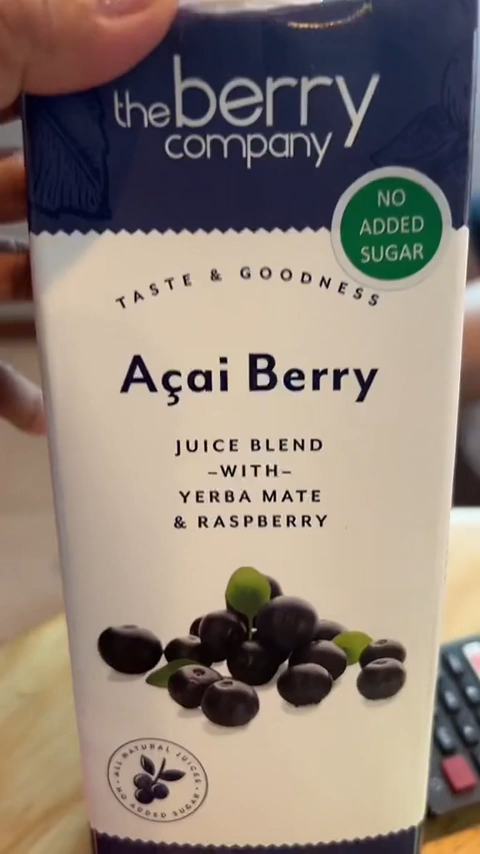 the berry
company
NO
ADDED
SUGAR
TASTE & GOODNESS
Açai Berry
JUICE BLEND
–WITH–
YERBA MATE
& RASPBERRY
ALL NATURAL JUICES
NO ADDED SUGAR